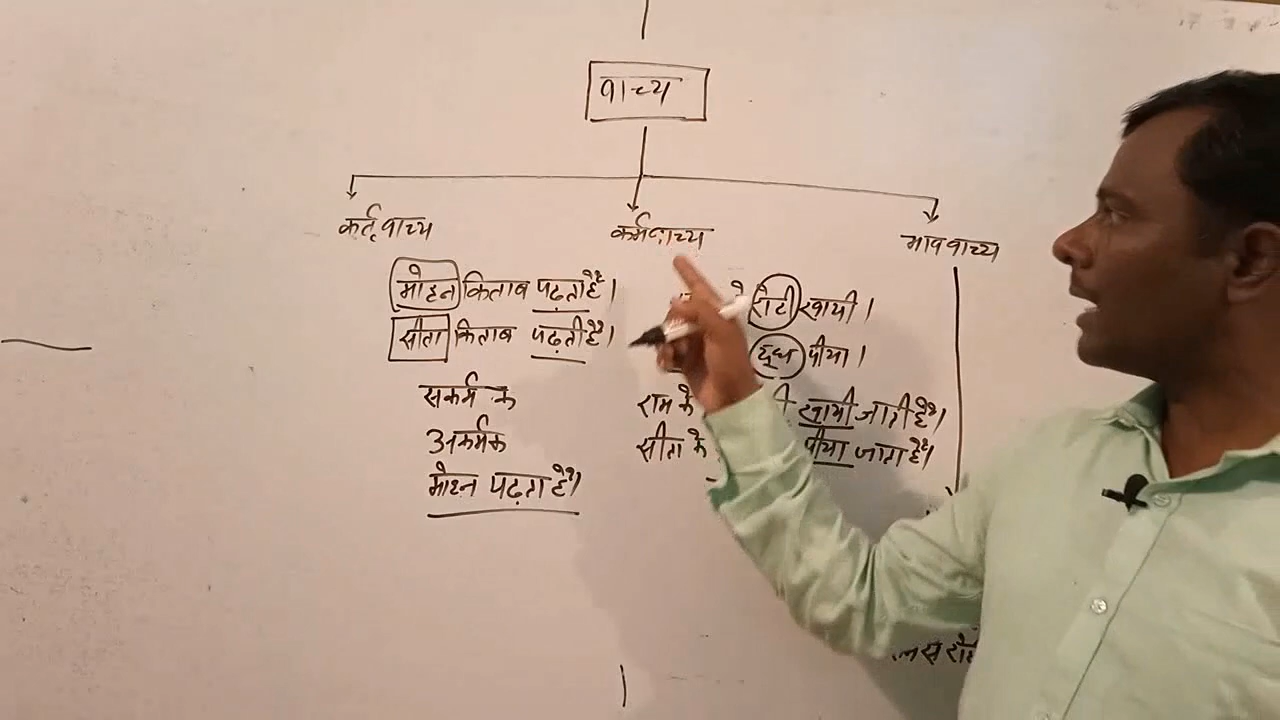 वाच्य
कर्तृवाच्य
कर्मवाच्य
भाववाच्य
मोहन किताब पढ़ता है।
सीता किताब पढ़ती है।
सकर्मक
अकर्मक
मोहन पढ़ता है।
रोटी खायी।
दूध पीया।
राम के खायी जाती है।
सीता के पीया जाता है।